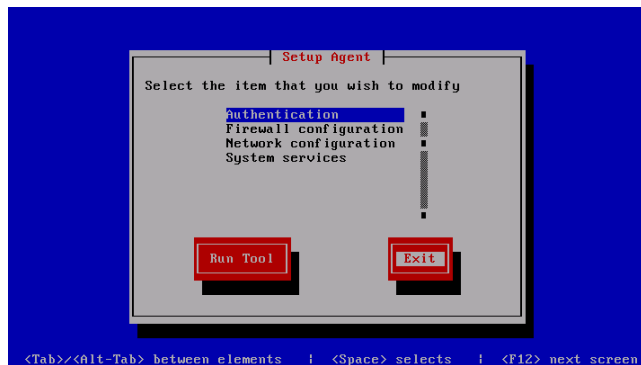 Setup Agent
Select the item that you wish to modify
Authentication
Firewall configuration
Network configuration
System services
Run Tool Exit
<Tab>/<Alt-Tab> between elements | <Space> selects | <F12> next screen